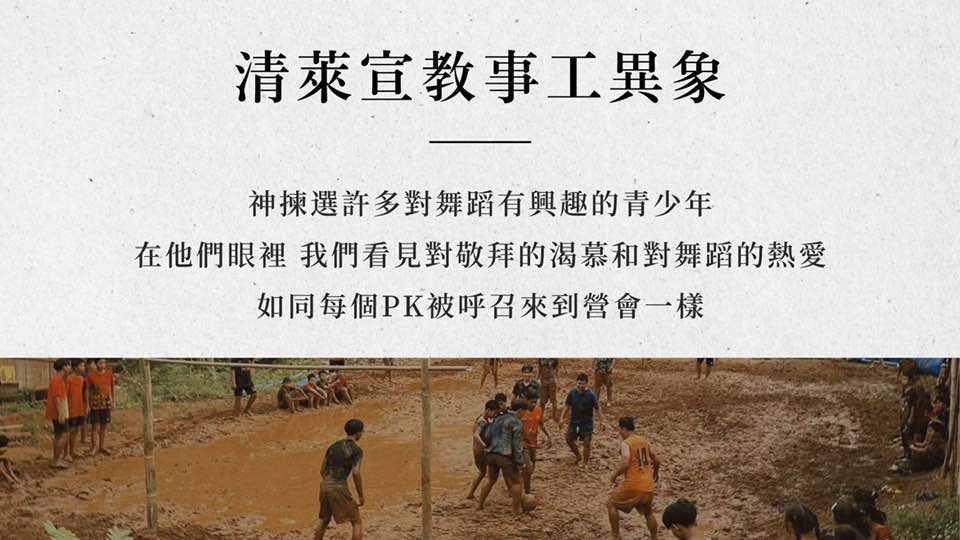 清萊宣教事工異象
神揀選許多對舞蹈有興趣的青少年
在他們眼裡 我們看見對敬拜的渴慕和對舞蹈的熱愛
如同每個PK被呼召來到營會一樣